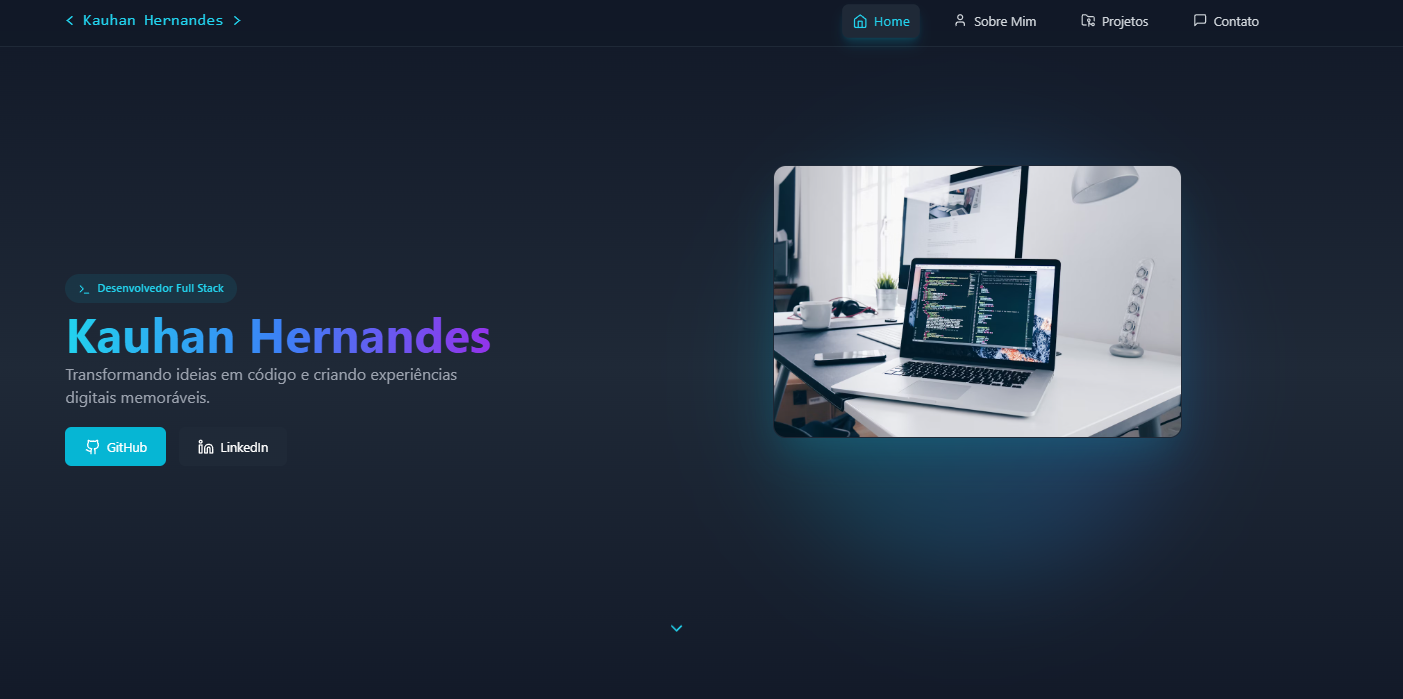 < Kauhan Hernandes >
Home Sobre Mim Projetos Contato
Desenvolvedor Full Stack
Kauhan Hernandes
Transformando ideias em código e criando experiências
digitais memoráveis.
GitHub LinkedIn